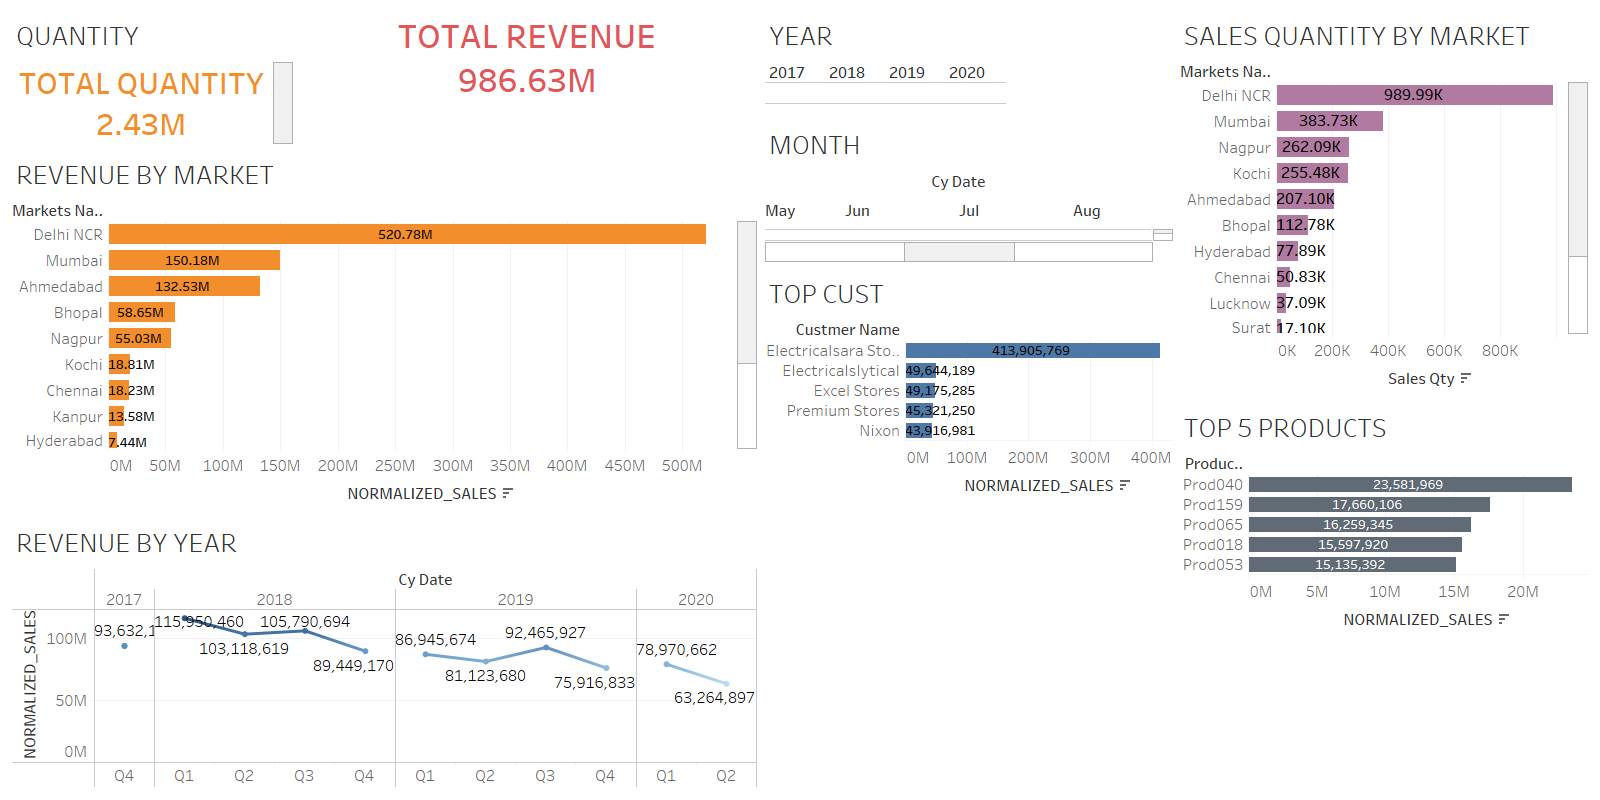 QUANTITY
TOTAL QUANTITY
2.43M
TOTAL REVENUE
986.63M
REVENUE BY MARKET
Markets Na..
Delhi NCR 520.78M
Mumbai 150.18M
Ahmedabad 132.53M
Bhopal 58.65M
Nagpur 55.03M
Kochi 18.81M
Chennai 18.23M
Kanpur 13.58M
Hyderabad 7.44M
0M 50M 100M 150M 200M 250M 300M 350M 400M 450M 500M
NORMALIZED_SALES
REVENUE BY YEAR
Cy Date
2017 2018 2019 2020
NORMALIZED_SALES
100M
50M
0M
93,632,1
115,950,460
103,118,619
105,790,694
89,449,170
86,945,674
81,123,680
92,465,927
75,916,833
78,970,662
63,264,897
Q4 Q1 Q2 Q3 Q4 Q1 Q2 Q3 Q4 Q1 Q2
YEAR
2017 2018 2019 2020
MONTH
Cy Date
May Jun Jul Aug
TOP CUST
Custmer Name
Electricalsara Sto.. 413,905,769
Electricalslytical 49,644,189
Excel Stores 49,175,285
Premium Stores 45,321,250
Nixon 43,916,981
0M 100M 200M 300M 400M
NORMALIZED_SALES
SALES QUANTITY BY MARKET
Markets Na..
Delhi NCR 989.99K
Mumbai 383.73K
Nagpur 262.09K
Kochi 255.48K
Ahmedabad 207.10K
Bhopal 112.78K
Hyderabad 77.89K
Chennai 50.83K
Lucknow 37.09K
Surat 17.10K
0K 200K 400K 600K 800K
Sales Qty
TOP 5 PRODUCTS
Produc..
Prod040 23,581,969
Prod159 17,660,106
Prod065 16,259,345
Prod018 15,597,920
Prod053 15,135,392
0M 5M 10M 15M 20M
NORMALIZED_SALES